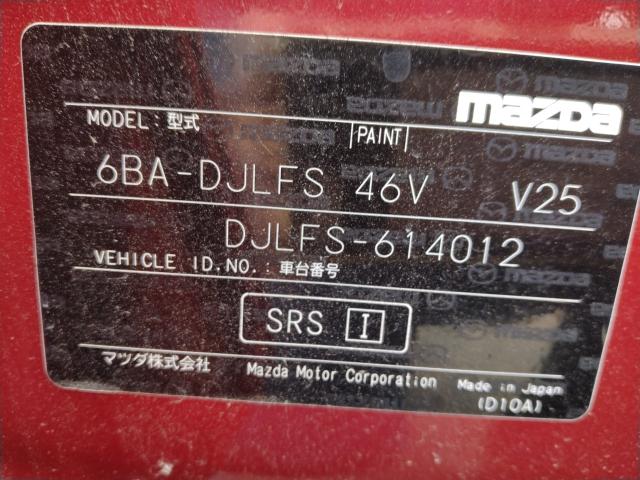 mazda
MODEL: 型式 PAINT
6BA-DJLFS 46V V25
DJLFS-614012
VEHICLE ID.NO.: 車台番号
SRS I
マツダ株式会社 Mazda Motor Corporation Made in Japan
(D10A)